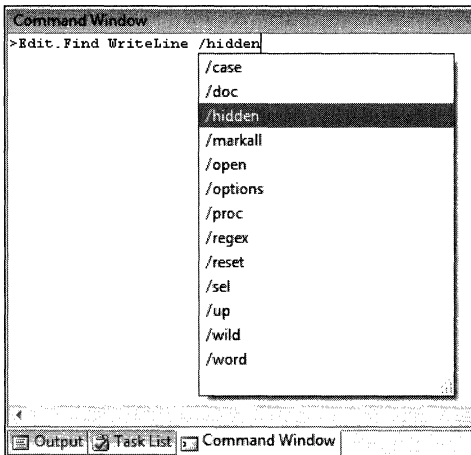 Command Window
>Edit.Find WriteLine /hidden
/case
/doc
/hidden
/markall
/open
/options
/proc
/regex
/reset
/sel
/up
/wild
/word
Output Task List Command Window